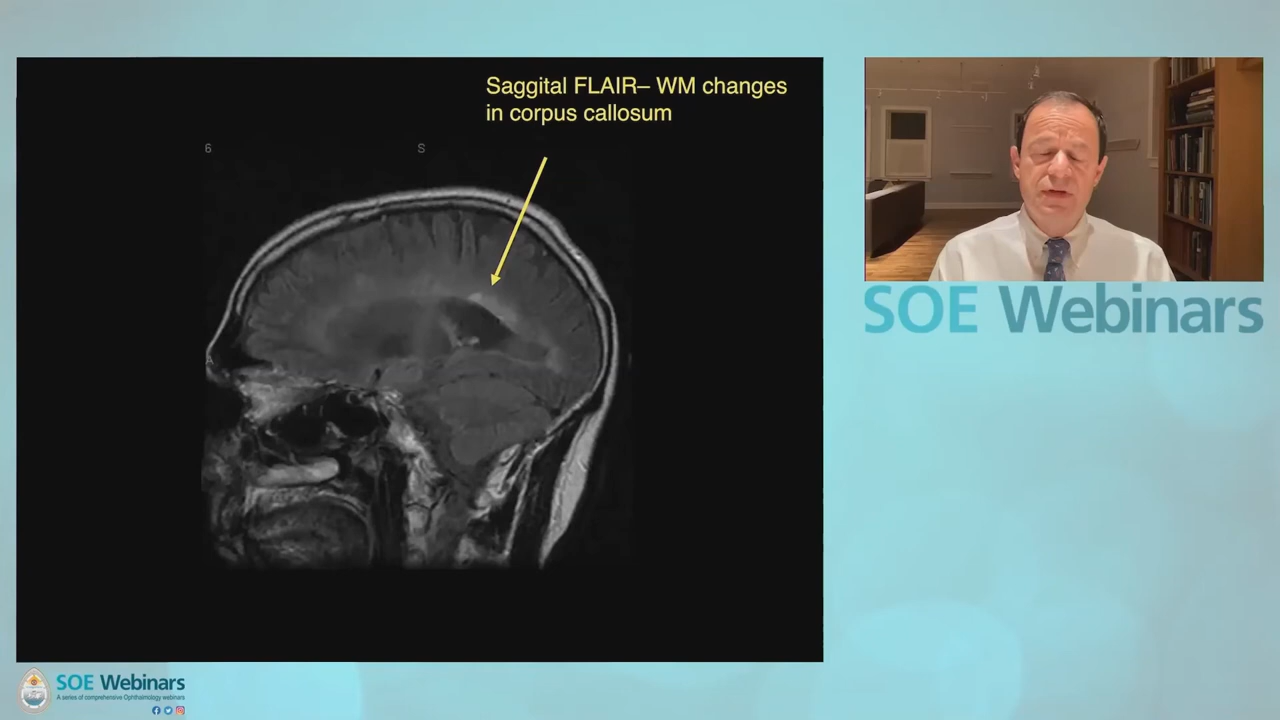 Saggital FLAIR– WM changes
in corpus callosum
6
S
SOE Webinars
SOE Webinars
A series of comprehensive Ophthalmology webinars